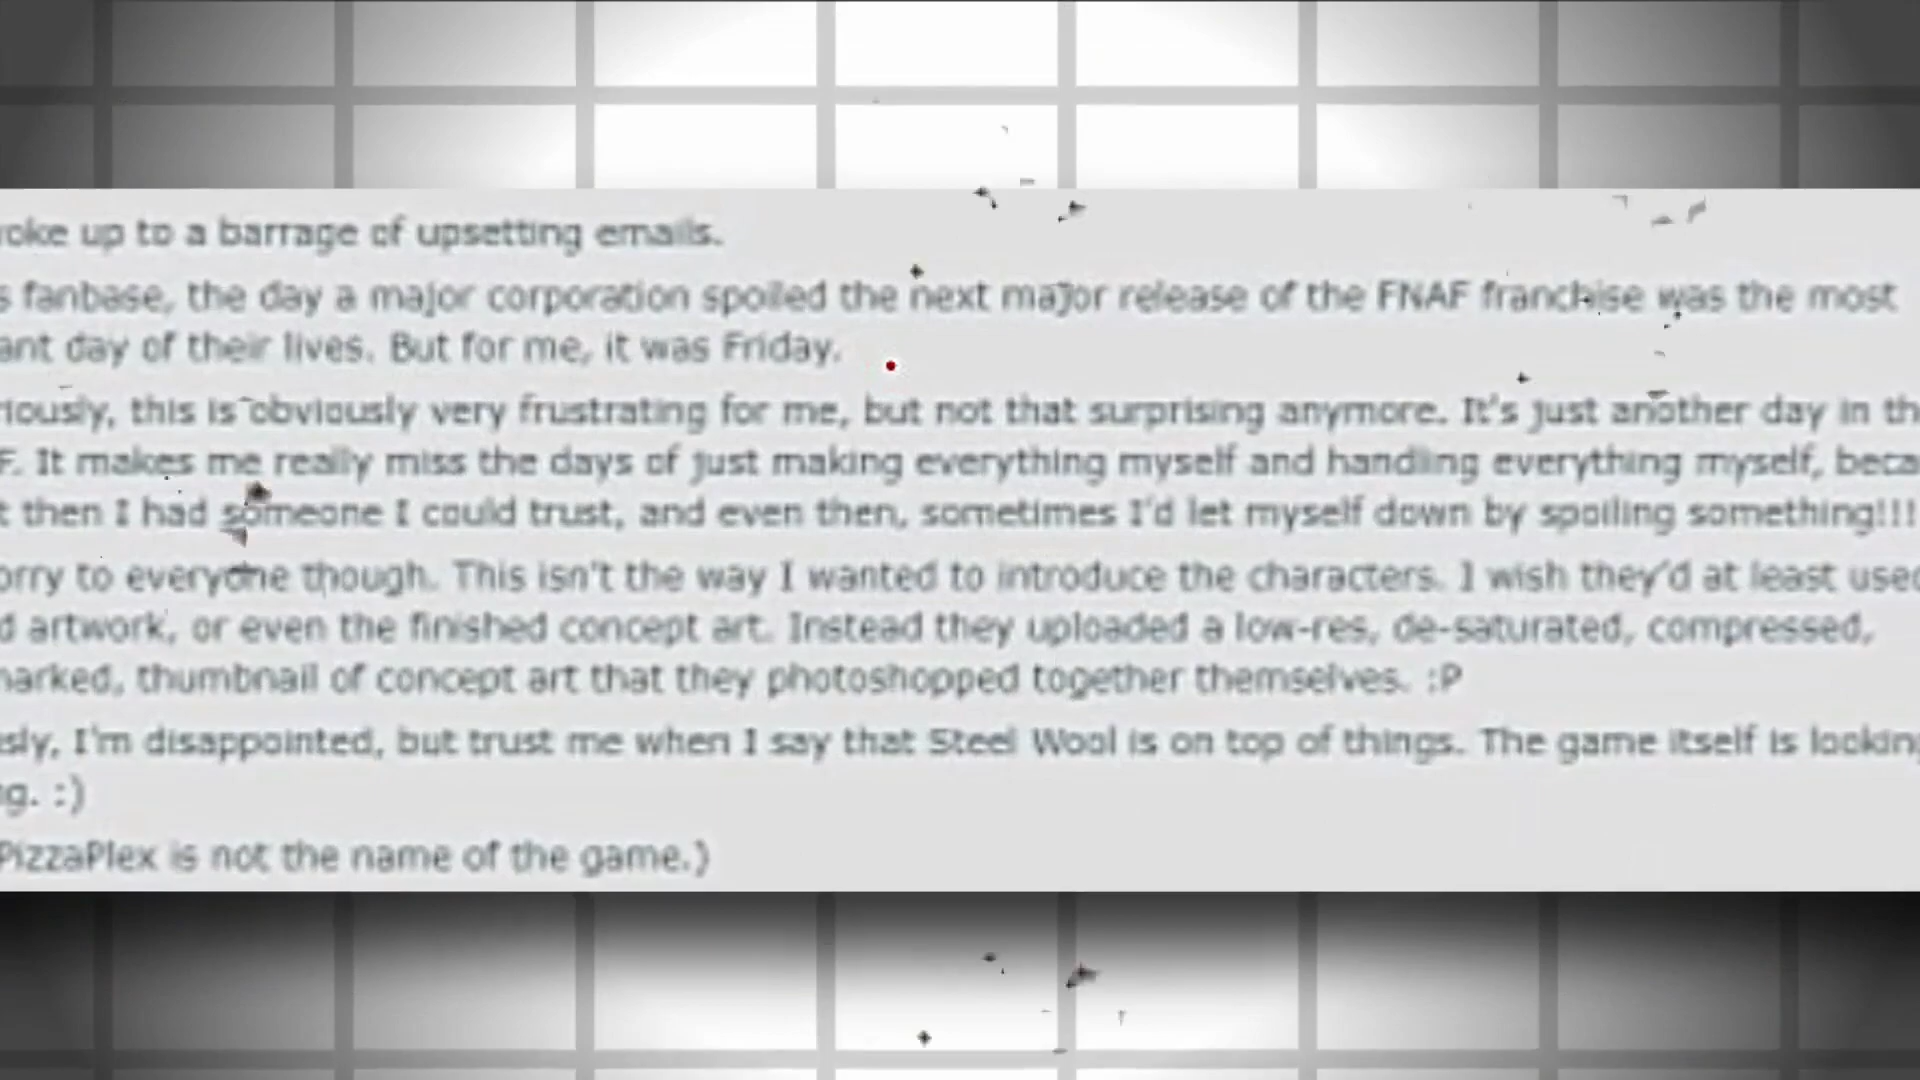 oke up to a barrage of upsetting emails.
s fanbase, the day a major corporation spoiled the next major release of the FNAF franchise was the most
ant day of their lives. But for me, it was Friday.
riously, this is obviously very frustrating for me, but not that surprising anymore. It's just another day in th
F. It makes me really miss the days of just making everything myself and handling everything myself, beca
t then I had someone I could trust, and even then, sometimes I'd let myself down by spoiling something!!!
orry to everyone though. This isn't the way I wanted to introduce the characters. I wish they'd at least used
d artwork, or even the finished concept art. Instead they uploaded a low-res, de-saturated, compressed,
narked, thumbnail of concept art that they photoshopped together themselves. :P
sly, I'm disappointed, but trust me when I say that Steel Wool is on top of things. The game itself is looking
g. :)
PizzaPlex is not the name of the game.)